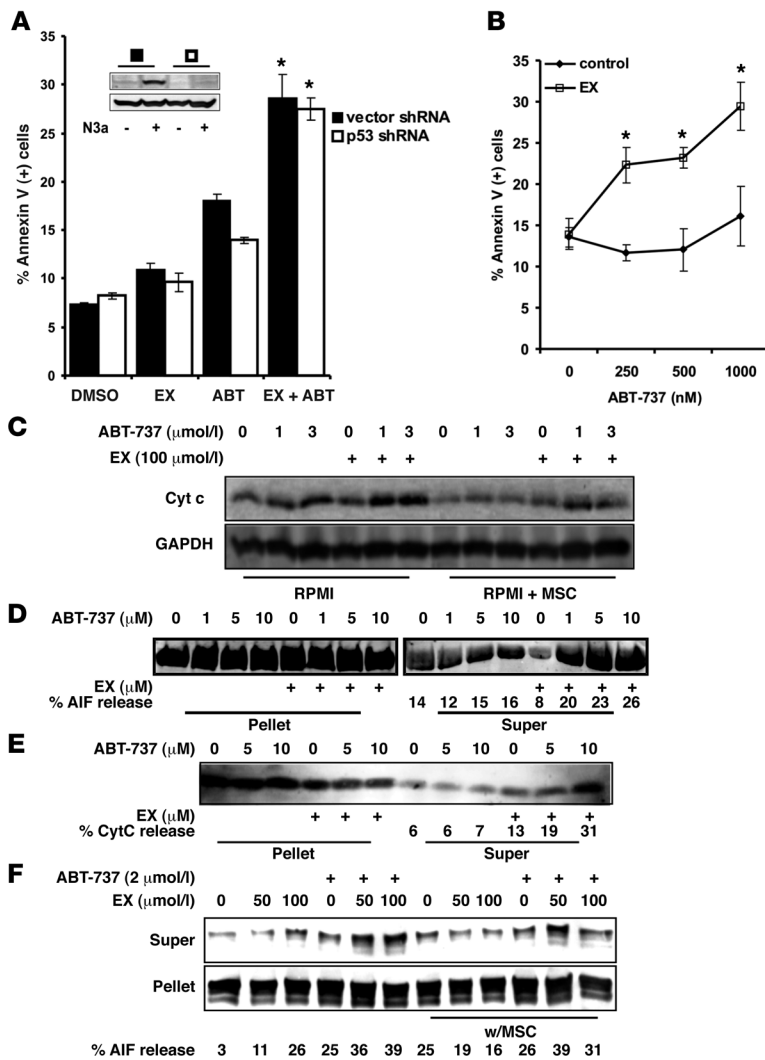 A
B
% Annexin V (+) cells
35
30
25
20
15
10
5
0
N3a - + - +
* *
vector shRNA
p53 shRNA
DMSO EX ABT EX + ABT
control
EX
% Annexin V (+) cells
35
30
25
20
15
10
5
0
* * *
0 250 500 1000
ABT-737 (nM)
C
ABT-737 (μmol/l) 0 1 3 0 1 3 0 1 3 0 1 3
EX (100 μmol/l) + + + + + +
Cyt c
GAPDH
RPMI RPMI + MSC
D
ABT-737 (μM) 0 1 5 10 0 1 5 10 0 1 5 10 0 1 5 10
EX (μM) + + + + + + + +
% AIF release 14 12 15 16 8 20 23 26
Pellet Super
E
ABT-737 (μM) 0 5 10 0 5 10 0 5 10 0 5 10
EX (μM) + + + + + +
% CytC release 6 6 7 13 19 31
Pellet Super
F
ABT-737 (2 μmol/l) + + + + + +
EX (μmol/l) 0 50 100 0 50 100 0 50 100 0 50 100
Super
Pellet
w/MSC
% AIF release 3 11 26 25 36 39 25 19 16 26 39 31